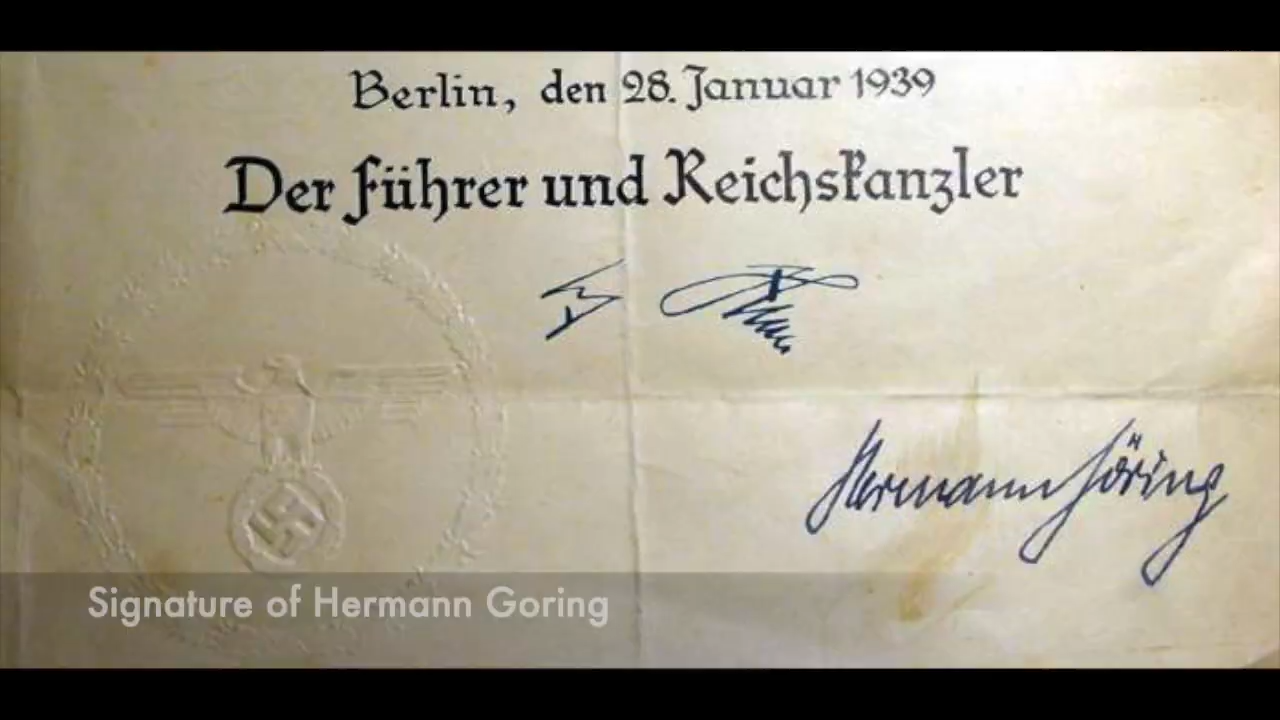 Berlin, den 28. Januar 1939
Der Führer und Reichskanzler
Hermann Göring
Signature of Hermann Goring